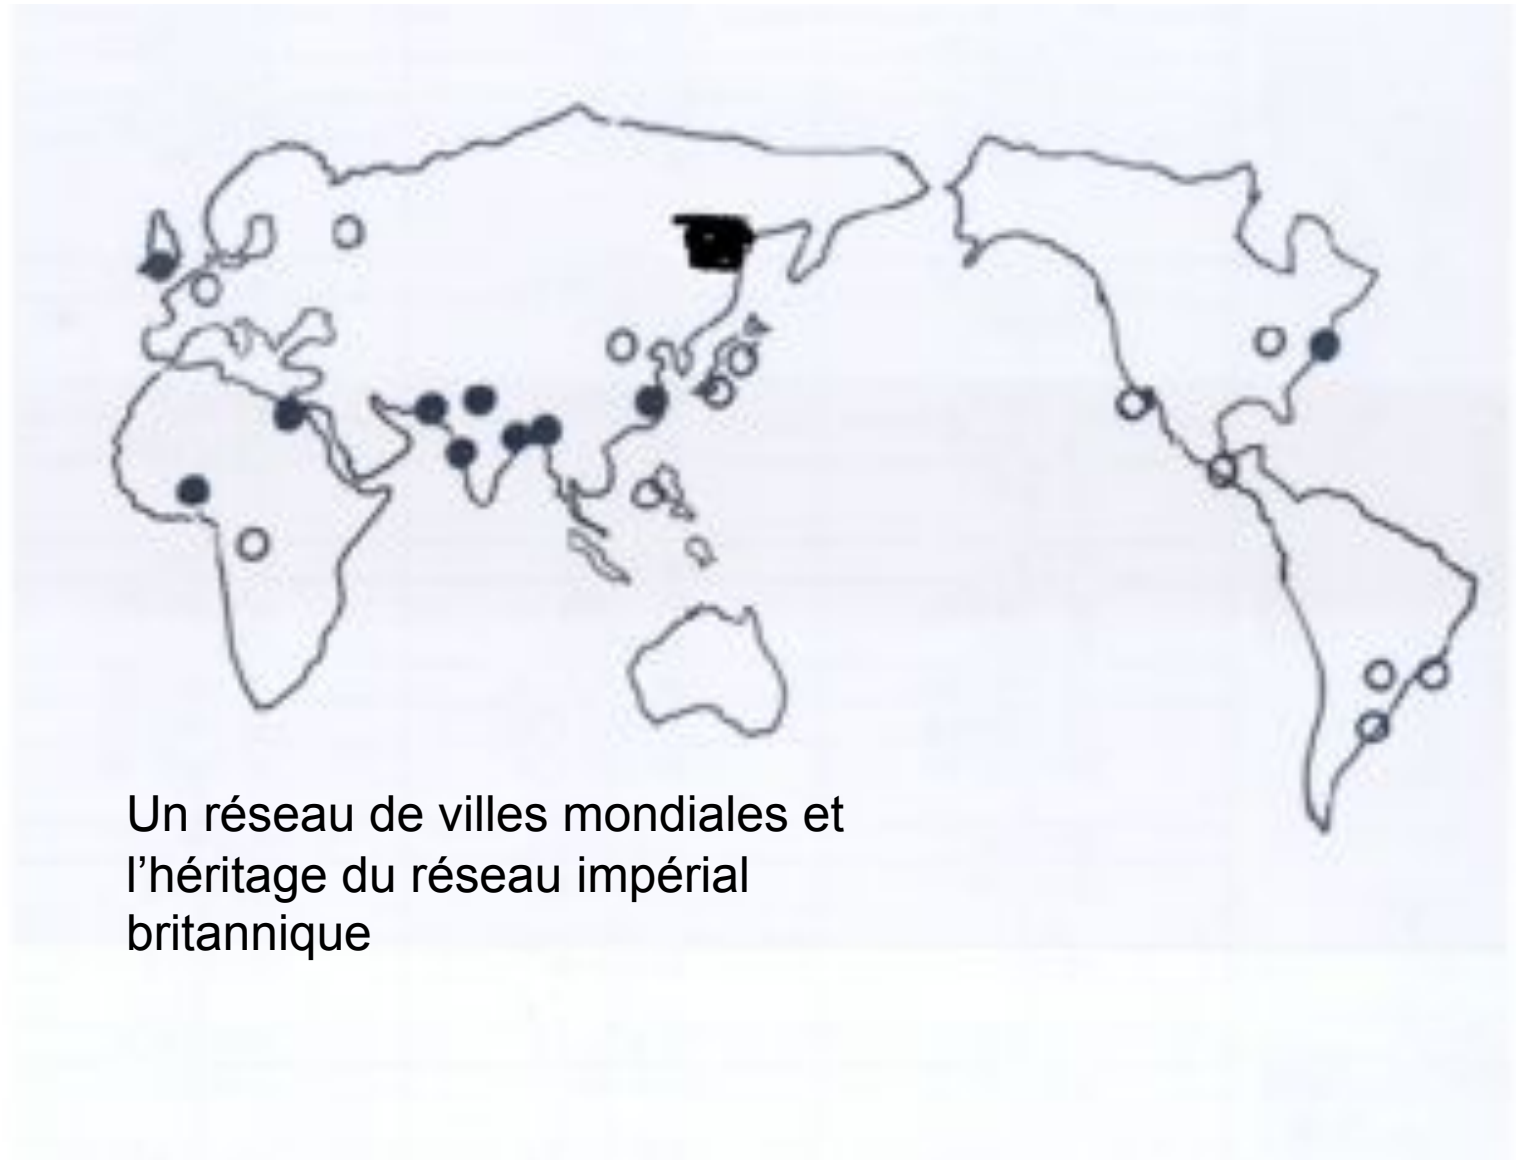 Un réseau de villes mondiales et
l’héritage du réseau impérial
britannique